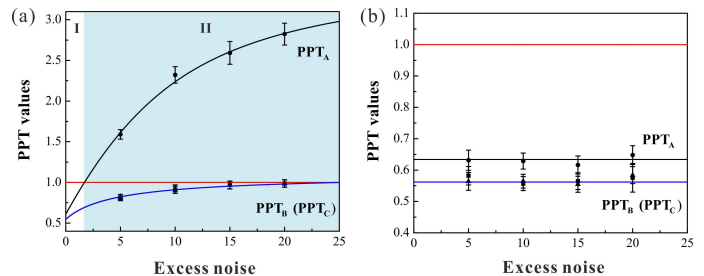 (a)
I
II
PPT values
3.0
2.5
2.0
1.5
1.0
0.5
PPT_A
PPT_B (PPT_C)
0
5
10
15
20
25
Excess noise
(b)
PPT values
1.1
1.0
0.9
0.8
0.7
0.6
0.5
0.4
PPT_A
PPT_B (PPT_C)
0
5
10
15
20
25
Excess noise